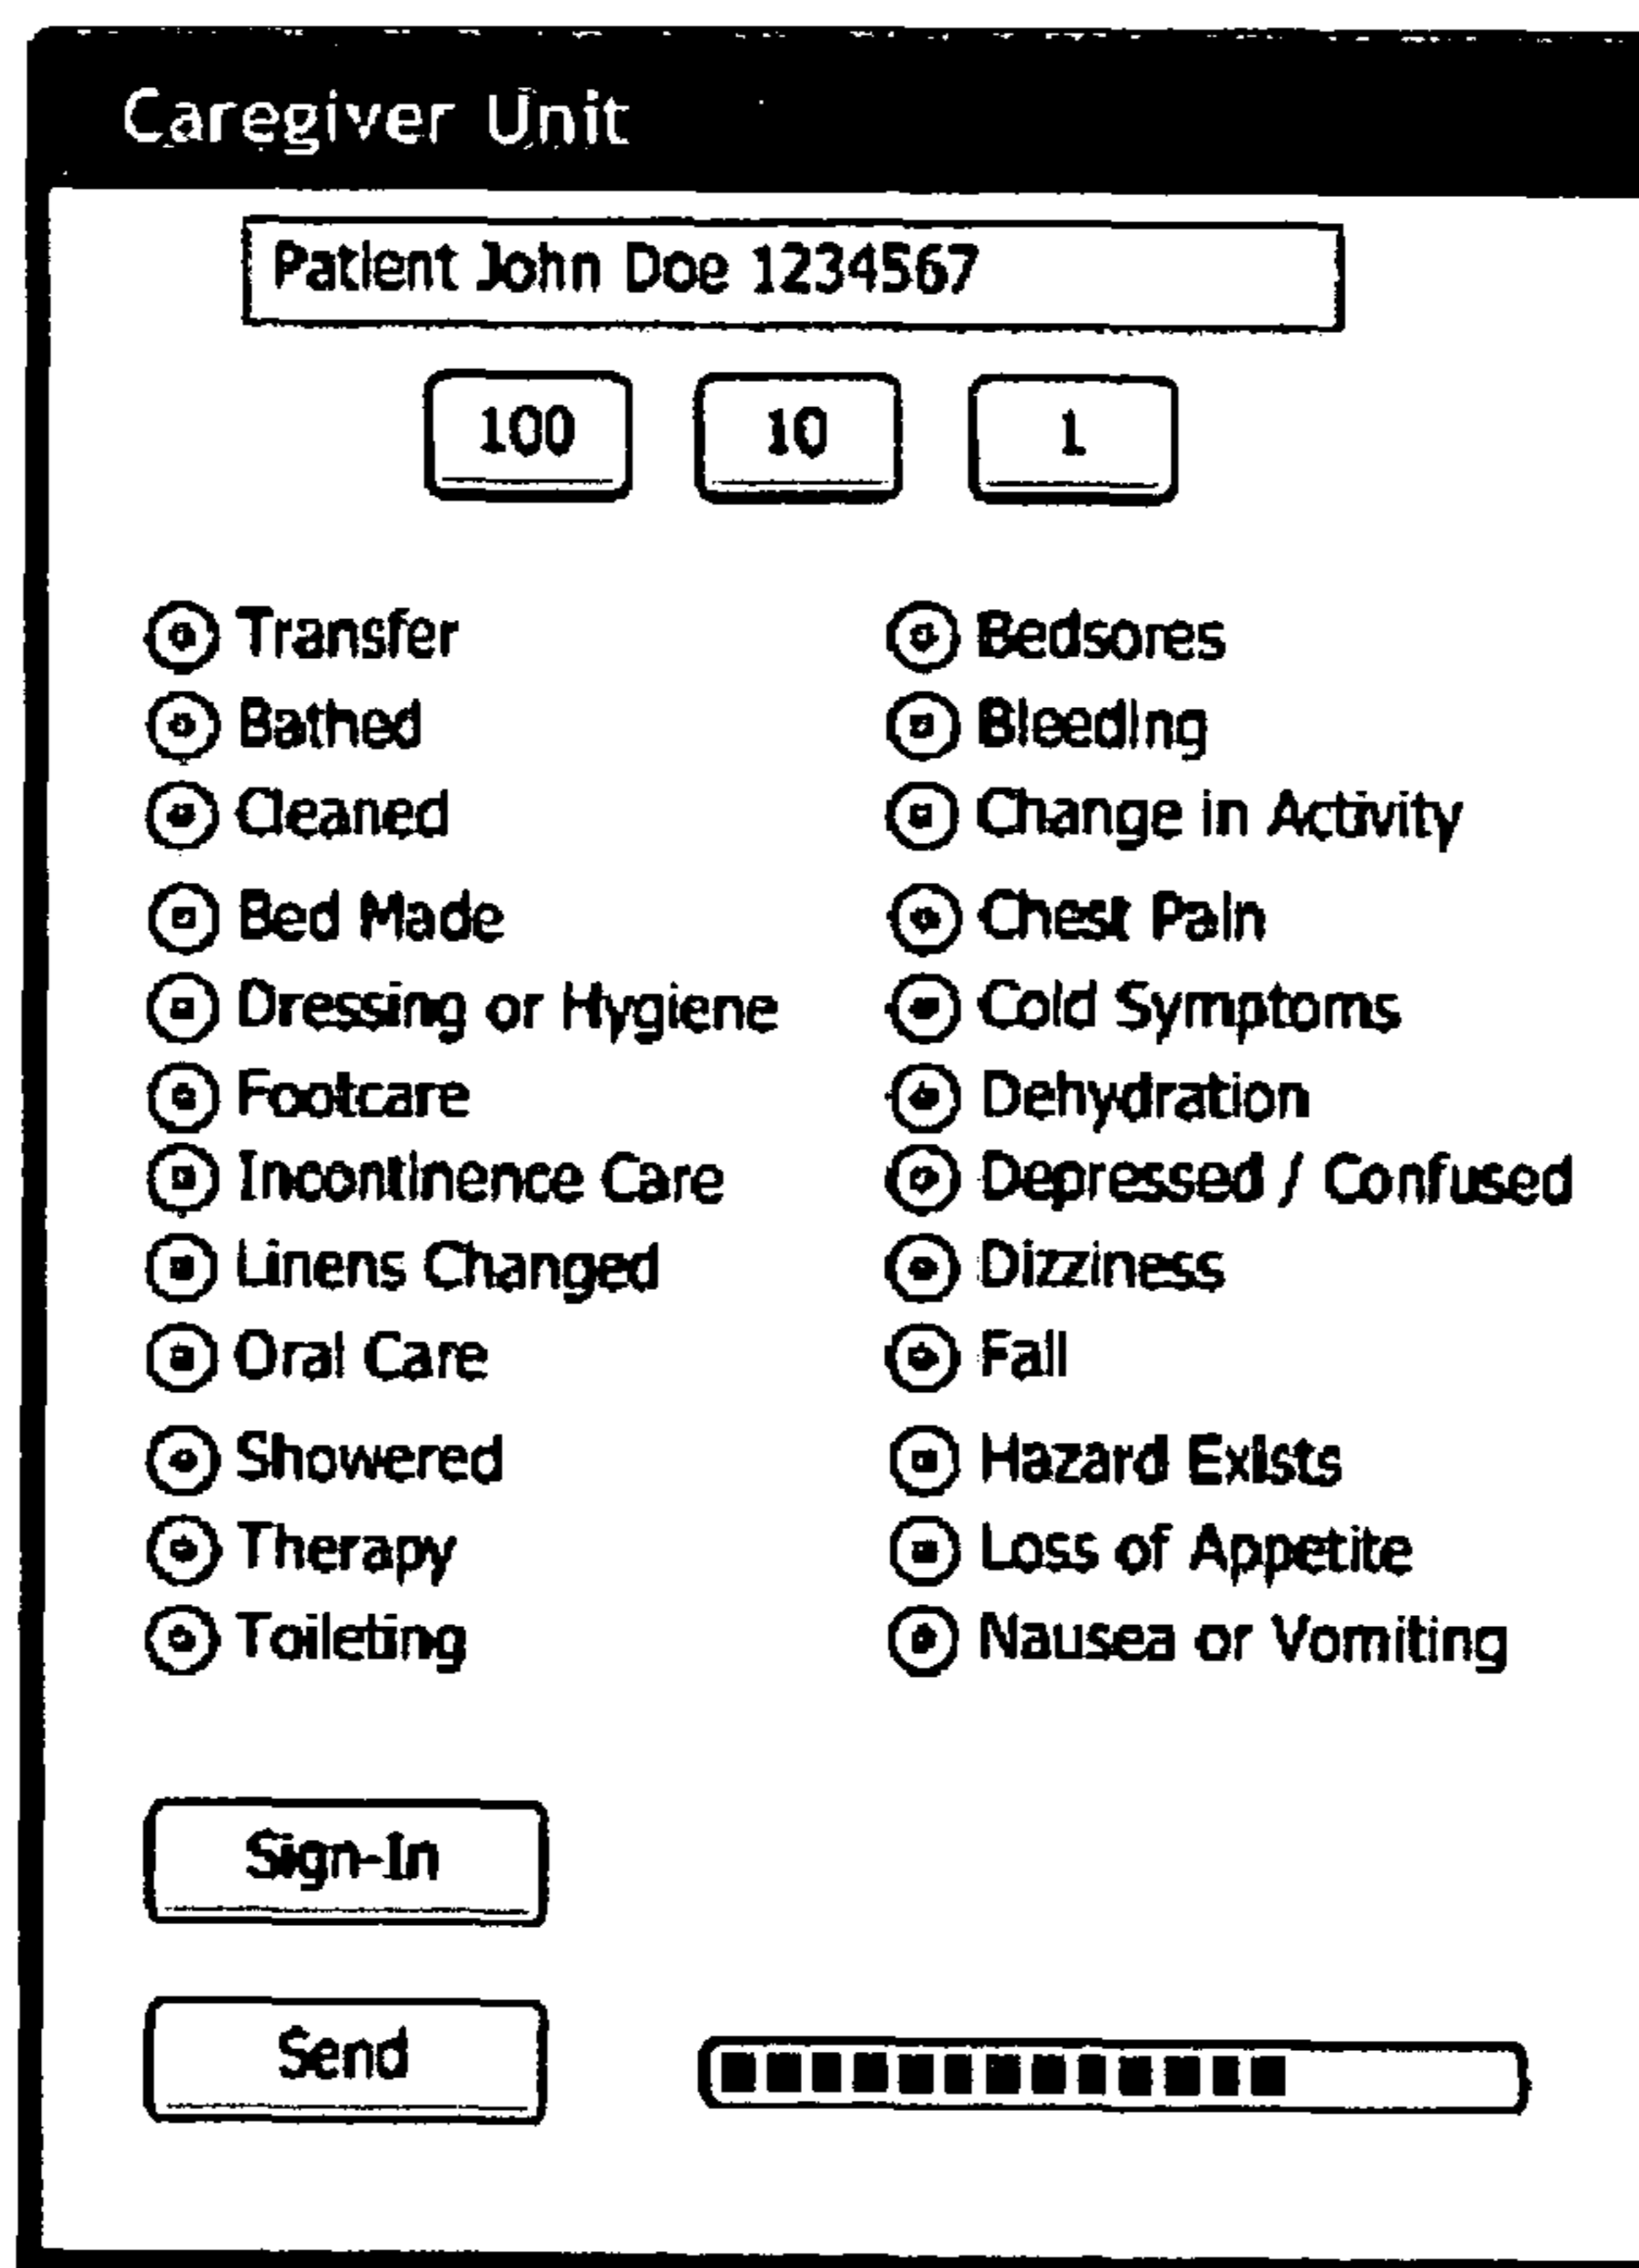 Caregiver Unit
Patient John Doe 1234567
100 10 1
Transfer
Bathed
Cleaned
Bed Made
Dressing or Hygiene
Footcare
Incontinence Care
Linens Changed
Oral Care
Showered
Therapy
Toileting
Bedsores
Bleeding
Change in Activity
Chest Pain
Cold Symptoms
Dehydration
Depressed / Confused
Dizziness
Fall
Hazard Exists
Loss of Appetite
Nausea or Vomiting
Sign-In
Send